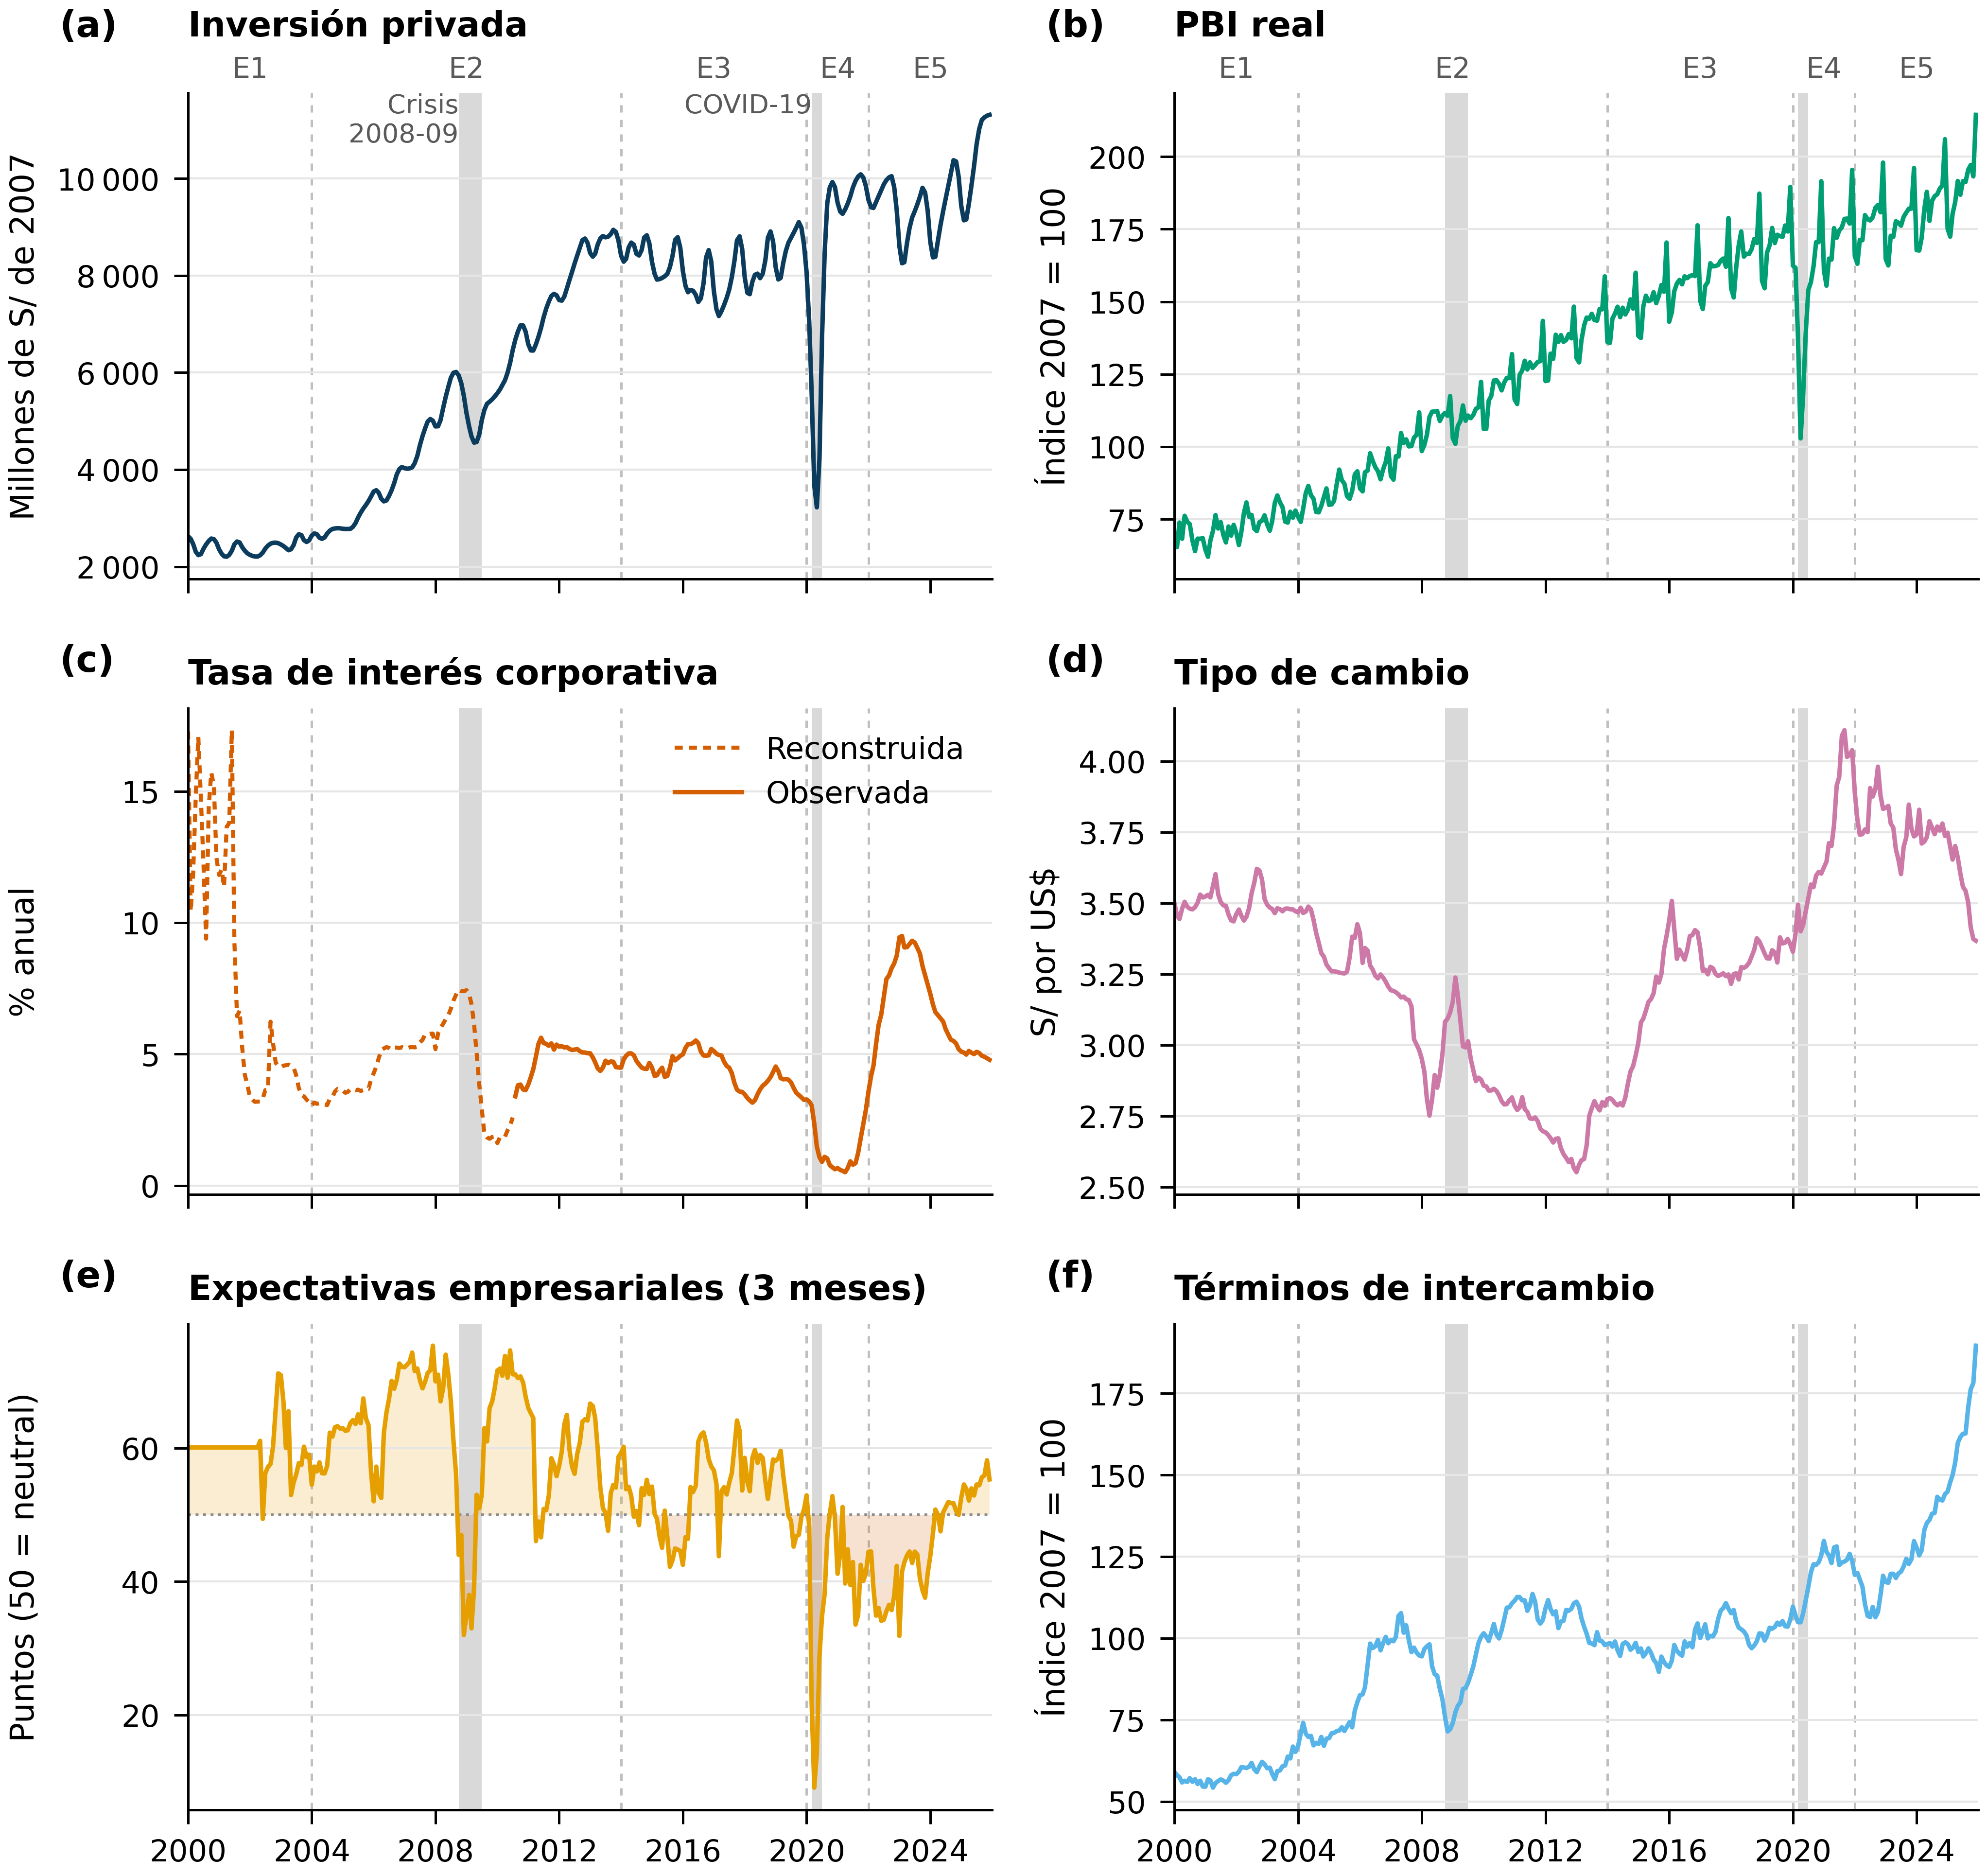 (a) Inversión privada
E1 E2 E3 E4 E5
Crisis
2008-09
COVID-19
Millones de S/ de 2007
10 000
8 000
6 000
4 000
2 000
(b) PBI real
E1 E2 E3 E4 E5
Índice 2007 = 100
200
175
150
125
100
75
(c) Tasa de interés corporativa
Reconstruida
Observada
% anual
15
10
5
0
(d) Tipo de cambio
S/ por US$
4.00
3.75
3.50
3.25
3.00
2.75
2.50
(e) Expectativas empresariales (3 meses)
Puntos (50 = neutral)
60
40
20
2000 2004 2008 2012 2016 2020 2024
(f) Términos de intercambio
Índice 2007 = 100
175
150
125
100
75
50
2000 2004 2008 2012 2016 2020 2024